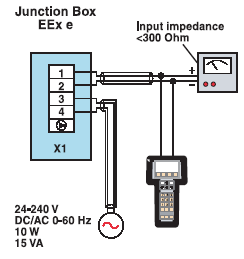 Junction Box
EEx e
Input impedance
<300 Ohm
1
2
3
4
X1
+
–
24-240 V
DC/AC 0-60 Hz
10 W
15 VA